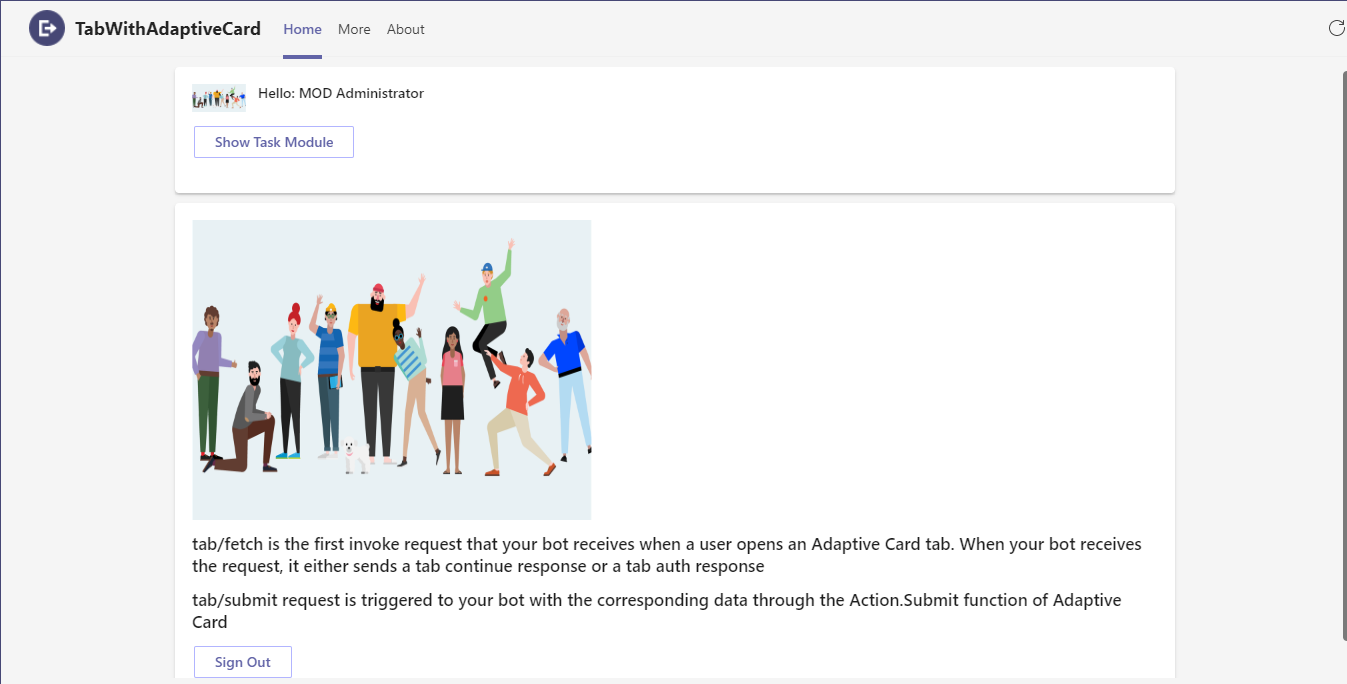 TabWithAdaptiveCard Home More About
Hello: MOD Administrator
Show Task Module
tab/fetch is the first invoke request that your bot receives when a user opens an Adaptive Card tab. When your bot receives
the request, it either sends a tab continue response or a tab auth response
tab/submit request is triggered to your bot with the corresponding data through the Action.Submit function of Adaptive
Card
Sign Out